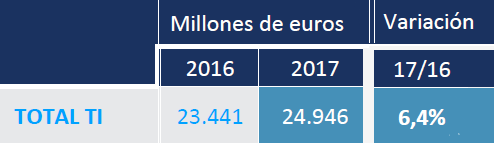 Millones de euros Variación
2016 2017 17/16
TOTAL TI 23.441 24.946 6,4%